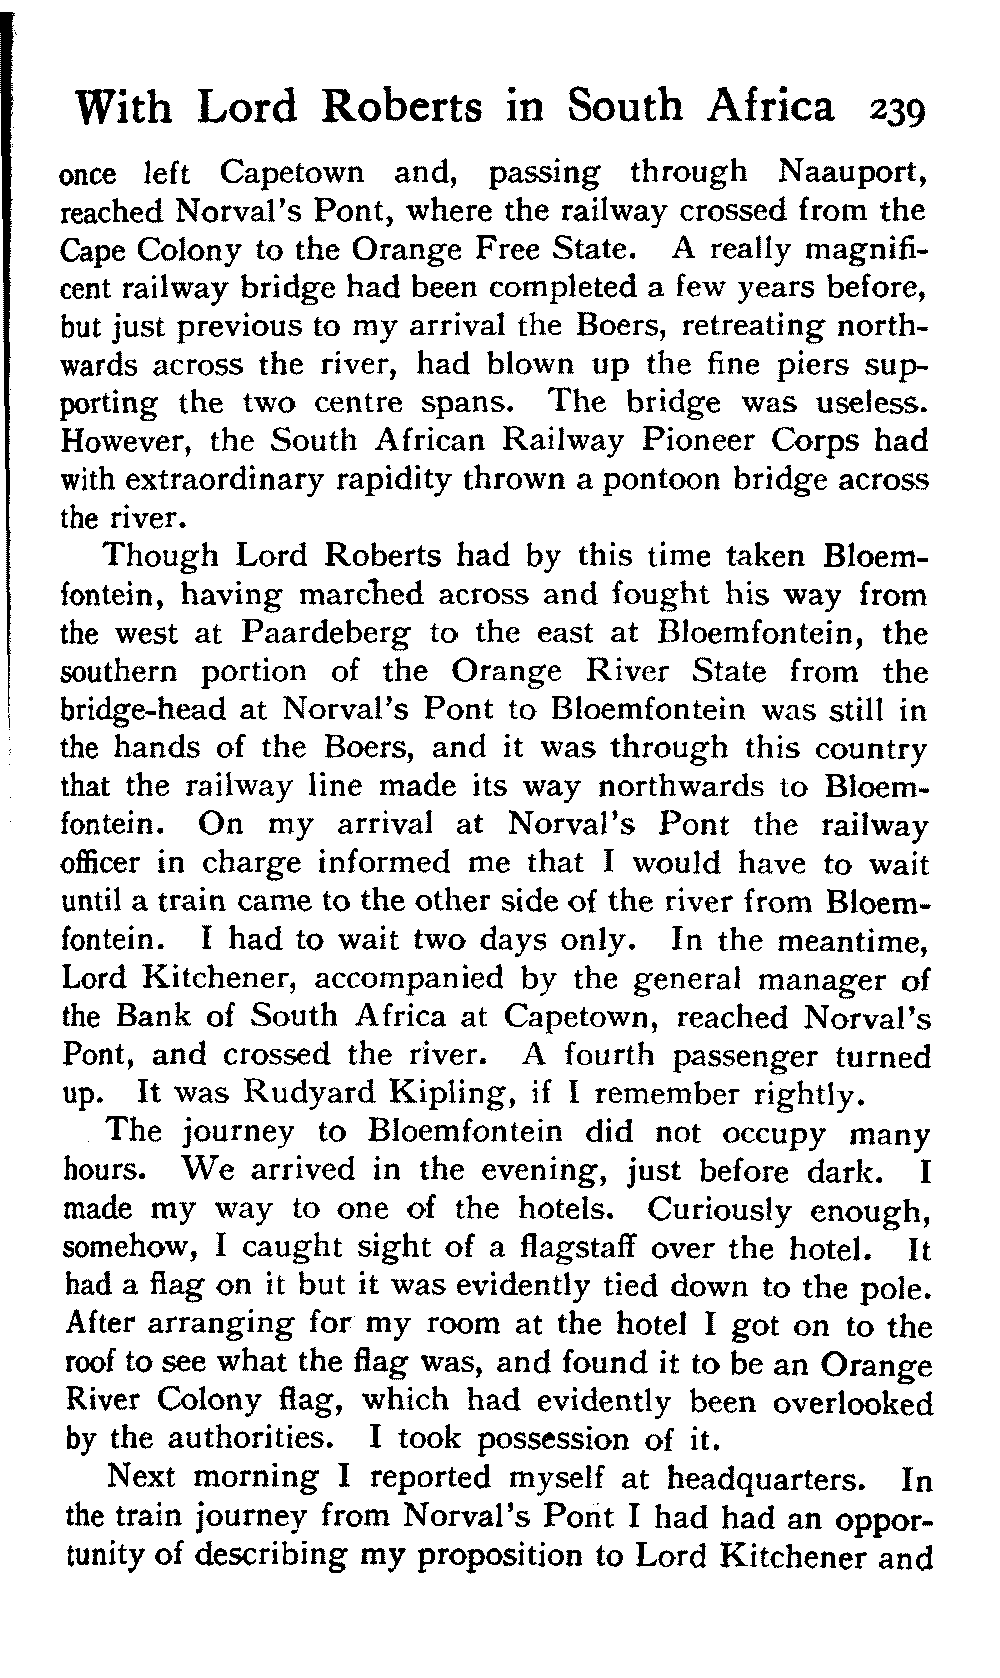 With Lord Roberts in South Africa 239
once left Capetown and, passing through Naauport,
reached Norval's Pont, where the railway crossed from the
Cape Colony to the Orange Free State. A really magnifi-
cent railway bridge had been completed a few years before,
but just previous to my arrival the Boers, retreating north-
wards across the river, had blown up the fine piers sup-
porting the two centre spans. The bridge was useless.
However, the South African Railway Pioneer Corps had
with extraordinary rapidity thrown a pontoon bridge across
the river.
Though Lord Roberts had by this time taken Bloem-
fontein, having marched across and fought his way from
the west at Paardeberg to the east at Bloemfontein, the
southern portion of the Orange River State from the
bridge-head at Norval's Pont to Bloemfontein was still in
the hands of the Boers, and it was through this country
that the railway line made its way northwards to Bloem-
fontein. On my arrival at Norval's Pont the railway
officer in charge informed me that I would have to wait
until a train came to the other side of the river from Bloem-
fontein. I had to wait two days only. In the meantime,
Lord Kitchener, accompanied by the general manager of
the Bank of South Africa at Capetown, reached Norval's
Pont, and crossed the river. A fourth passenger turned
up. It was Rudyard Kipling, if I remember rightly.
The journey to Bloemfontein did not occupy many
hours. We arrived in the evening, just before dark. I
made my way to one of the hotels. Curiously enough,
somehow, I caught sight of a flagstaff over the hotel. It
had a flag on it but it was evidently tied down to the pole.
After arranging for my room at the hotel I got on to the
roof to see what the flag was, and found it to be an Orange
River Colony flag, which had evidently been overlooked
by the authorities. I took possession of it.
Next morning I reported myself at headquarters. In
the train journey from Norval's Pont I had had an oppor-
tunity of describing my proposition to Lord Kitchener and